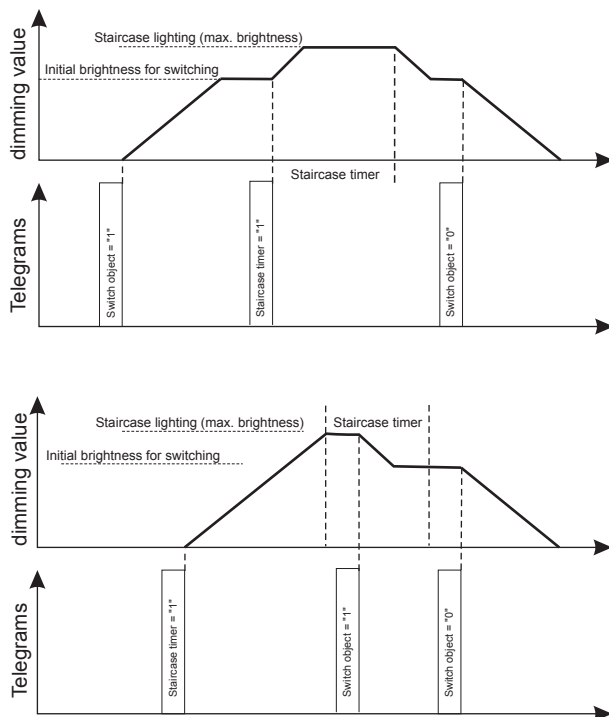 Staircase lighting (max. brightness)
Initial brightness for switching
dimming value
Staircase timer
Telegrams
Switch object = "1"
Staircase timer = "1"
Switch object = "0"
Staircase lighting (max. brightness)
Staircase timer
Initial brightness for switching
dimming value
Telegrams
Staircase timer = "1"
Switch object = "1"
Switch object = "0"